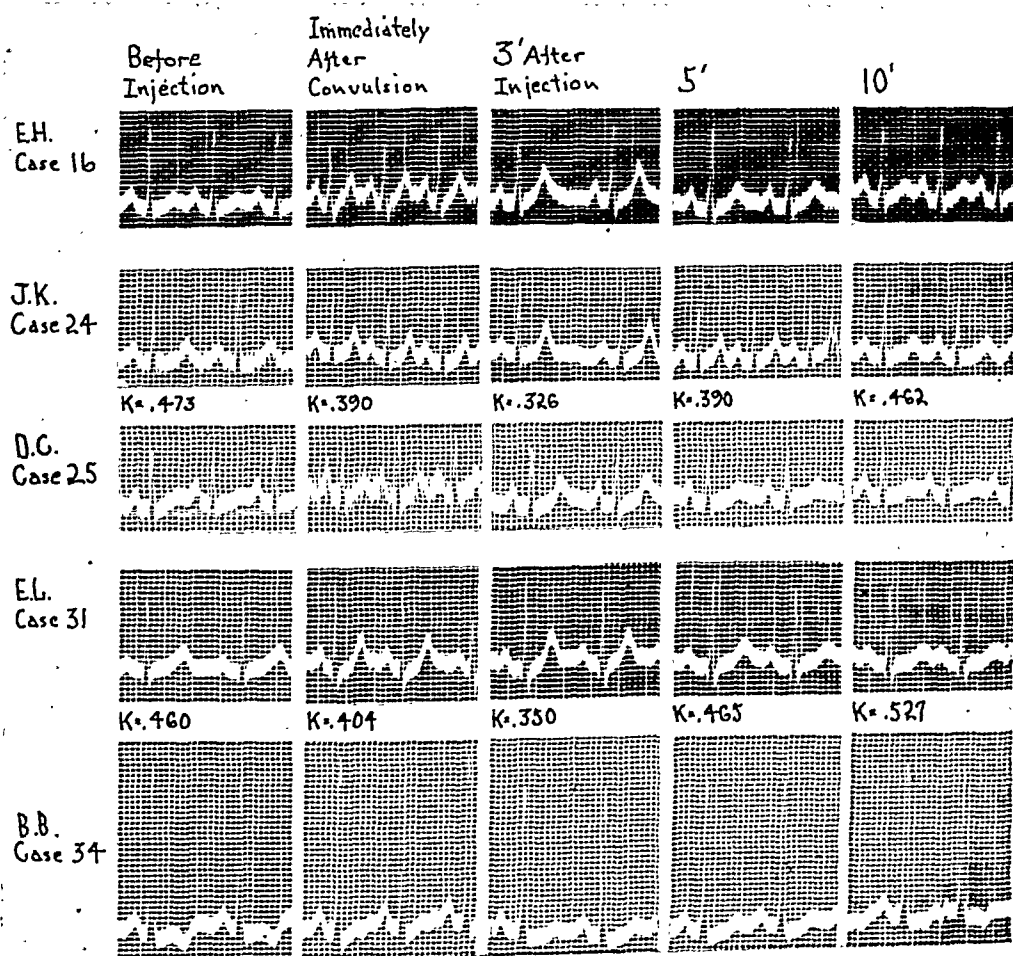 Before
Injection
Immediately
After
Convulsion
3' After
Injection
5'
10'
E.H.
Case 16
J.K.
Case 24
K=.473
K=.390
K=.326
K=.390
K=.462
D.C.
Case 25
E.L.
Case 31
K=.460
K=.404
K=.350
K=.465
K=.527
B.B.
Case 34